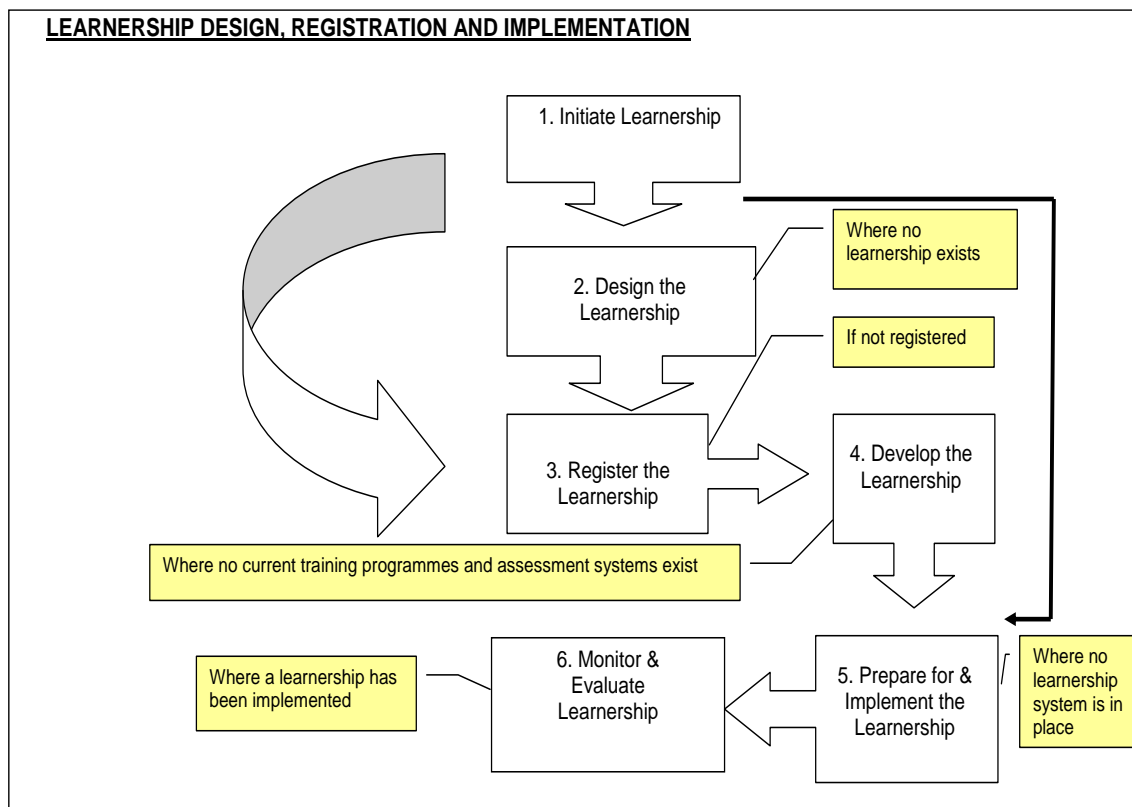 LEARNERSHIP DESIGN, REGISTRATION AND IMPLEMENTATION
1. Initiate Learnership
Where no
learnership exists
2. Design the
Learnership
If not registered
3. Register the
Learnership
4. Develop the
Learnership
Where no current training programmes and assessment systems exist
Where a learnership has
been implemented
6. Monitor &
Evaluate
Learnership
5. Prepare for &
Implement the
Learnership
Where no
learnership
system is in
place